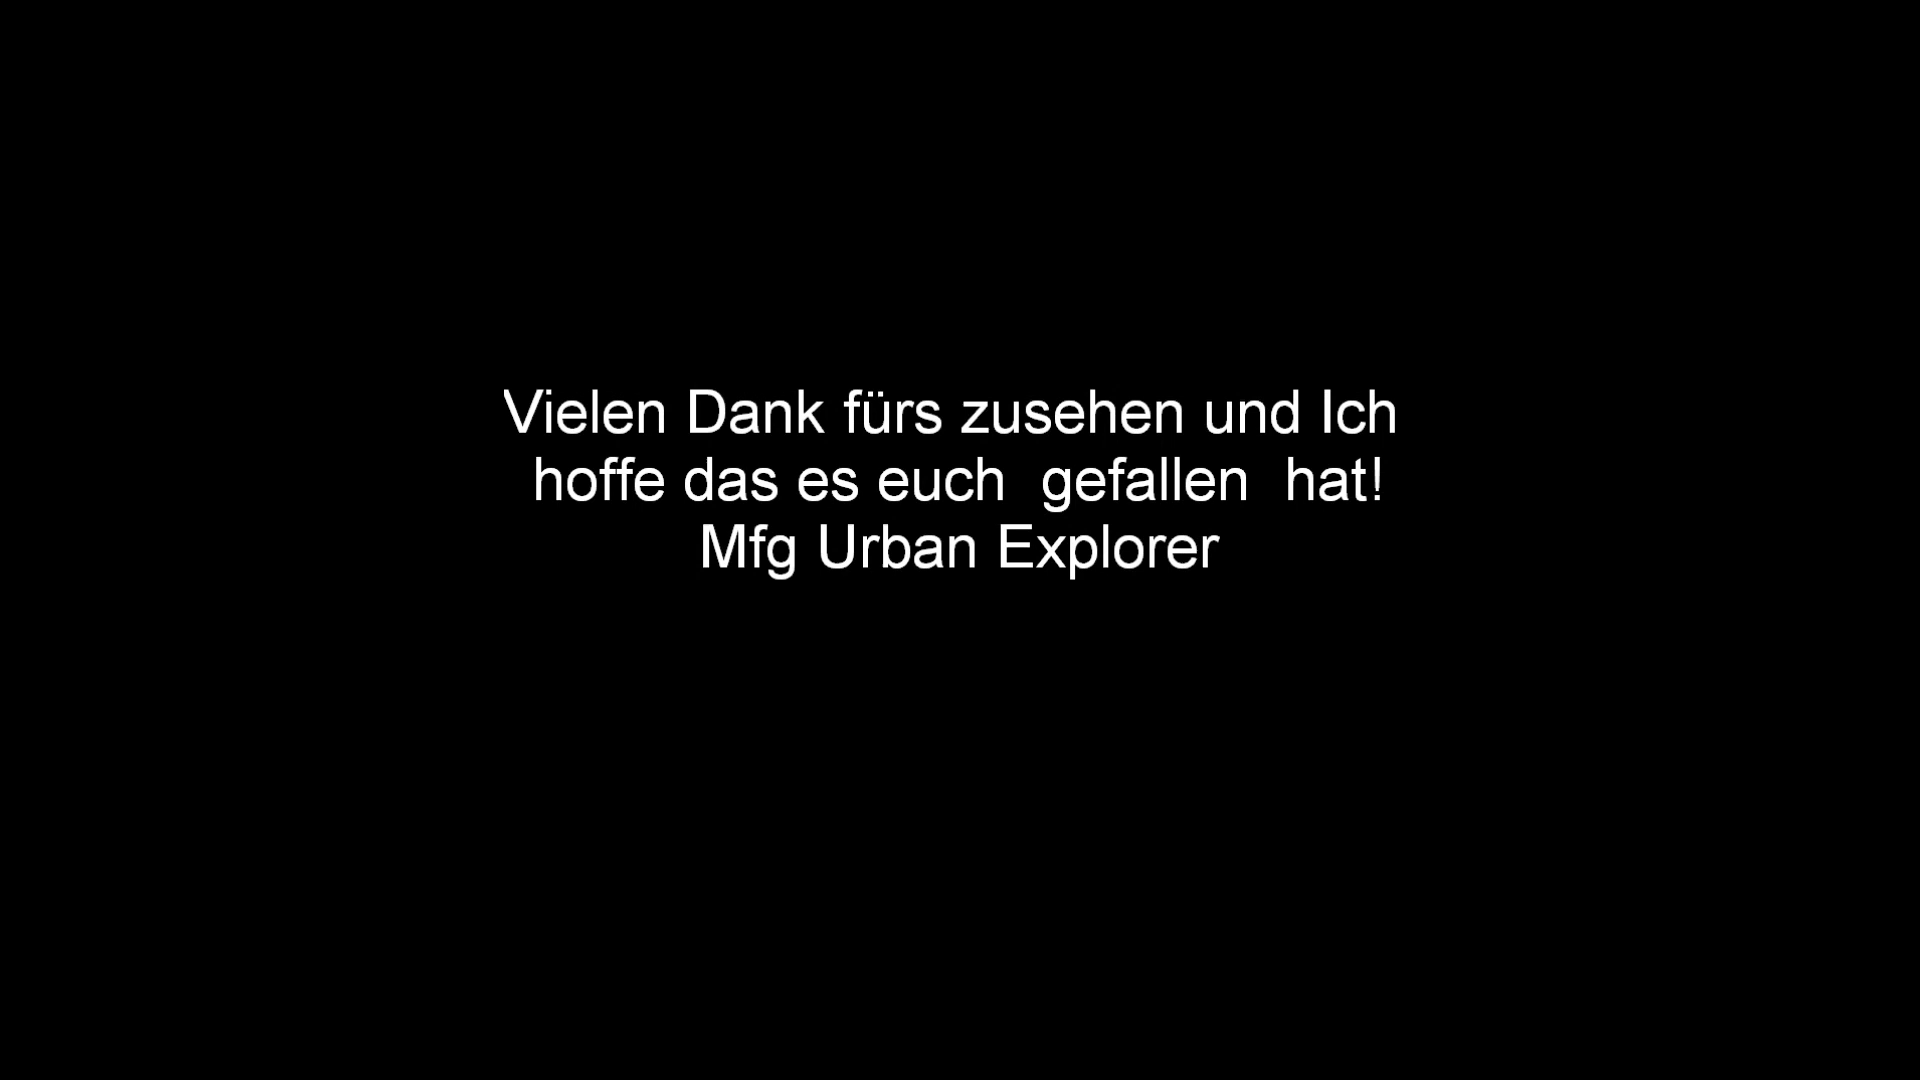 Vielen Dank fürs zusehen und Ich
hoffe das es euch  gefallen  hat!
Mfg Urban Explorer